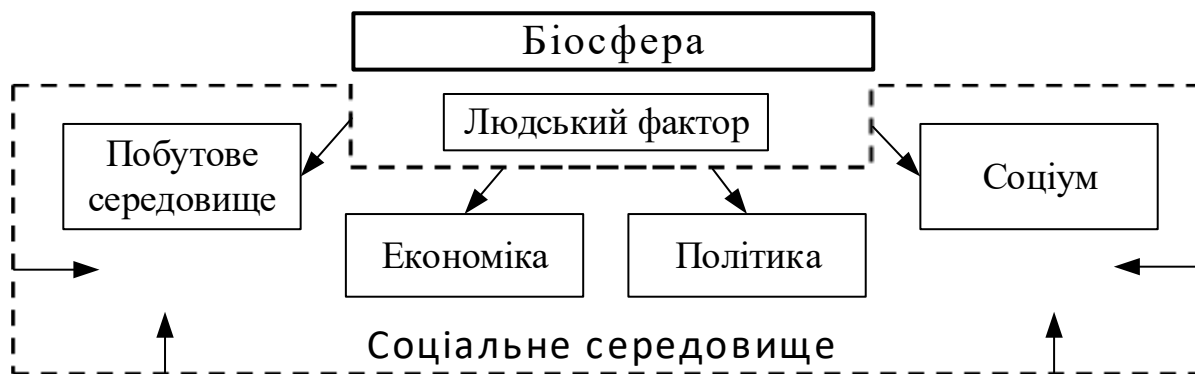 Біосфера
Людський фактор
Побутове
середовище
Соціум
Економіка
Політика
Соціальне середовище